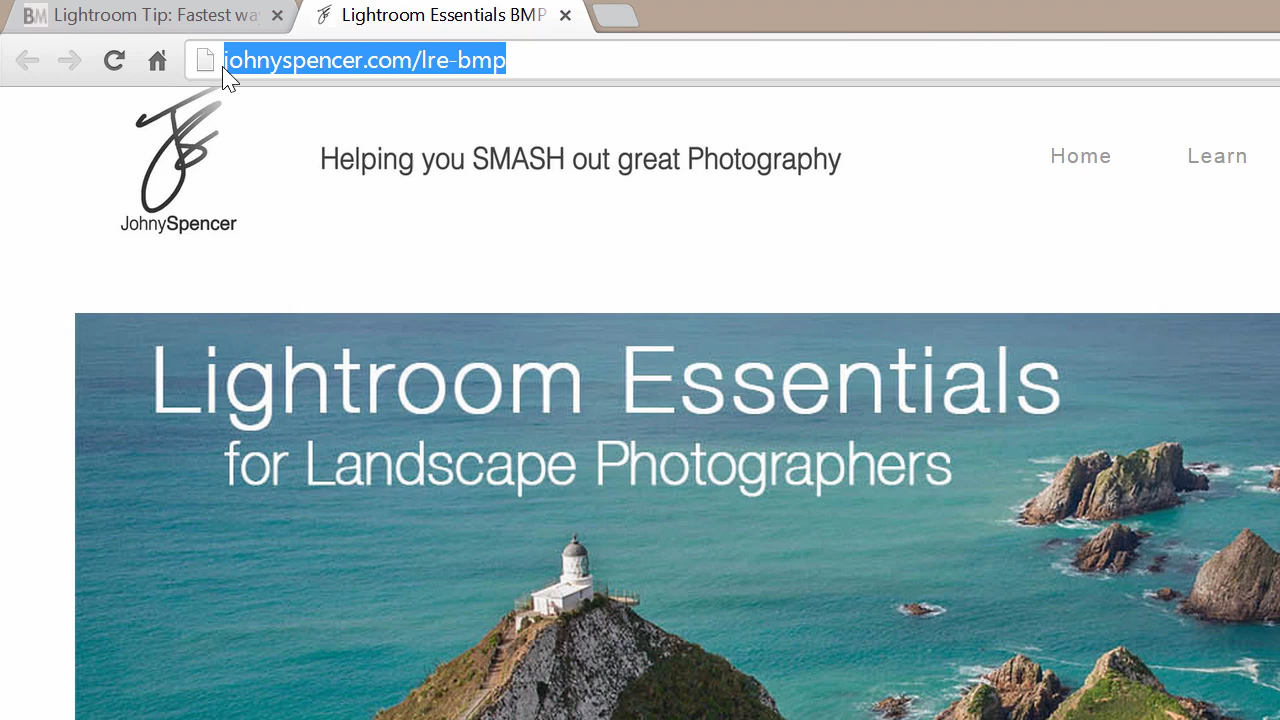 BM Lightroom Tip: Fastest wa
Lightroom Essentials BMP
johnyspencer.com/lre-bmp
JohnySpencer
Helping you SMASH out great Photography
Home Learn
Lightroom Essentials
for Landscape Photographers